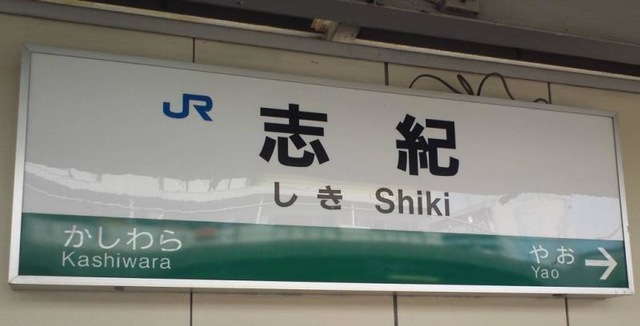 JR 志紀
しき Shiki
かしわら やお →
Kashiwara Yao